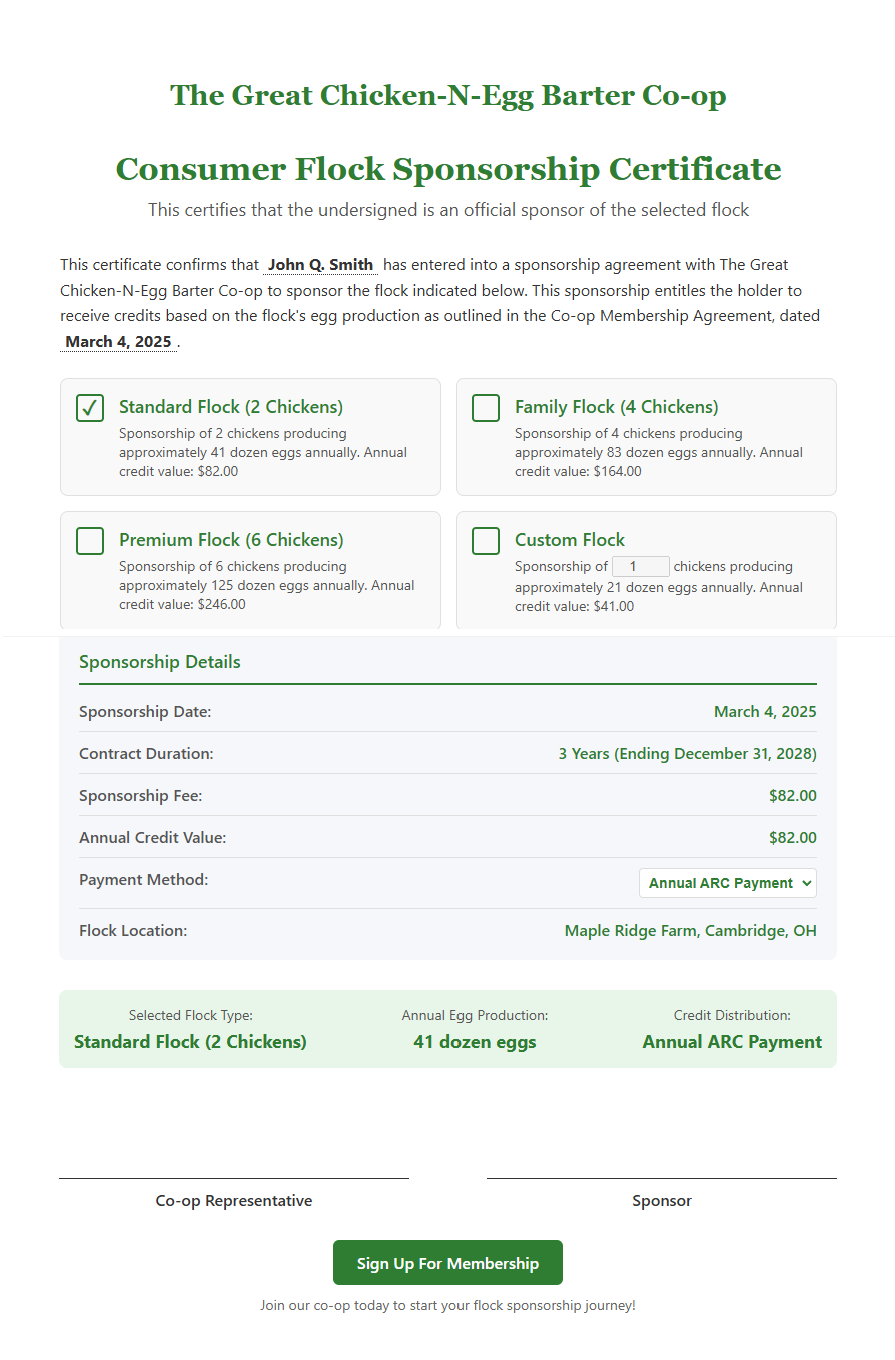 The Great Chicken-N-Egg Barter Co-op
Consumer Flock Sponsorship Certificate
This certifies that the undersigned is an official sponsor of the selected flock
This certificate confirms that John Q. Smith has entered into a sponsorship agreement with The Great
Chicken-N-Egg Barter Co-op to sponsor the flock indicated below. This sponsorship entitles the holder to
receive credits based on the flock's egg production as outlined in the Co-op Membership Agreement, dated
March 4, 2025 .
✓ Standard Flock (2 Chickens)
Sponsorship of 2 chickens producing
approximately 41 dozen eggs annually. Annual
credit value: $82.00
Family Flock (4 Chickens)
Sponsorship of 4 chickens producing
approximately 83 dozen eggs annually. Annual
credit value: $164.00
Premium Flock (6 Chickens)
Sponsorship of 6 chickens producing
approximately 125 dozen eggs annually. Annual
credit value: $246.00
Custom Flock
Sponsorship of 1 chickens producing
approximately 21 dozen eggs annually. Annual
credit value: $41.00
Sponsorship Details
Sponsorship Date: March 4, 2025
Contract Duration: 3 Years (Ending December 31, 2028)
Sponsorship Fee: $82.00
Annual Credit Value: $82.00
Payment Method: Annual ARC Payment
Flock Location: Maple Ridge Farm, Cambridge, OH
Selected Flock Type: Annual Egg Production: Credit Distribution:
Standard Flock (2 Chickens) 41 dozen eggs Annual ARC Payment
Co-op Representative Sponsor
Sign Up For Membership
Join our co-op today to start your flock sponsorship journey!